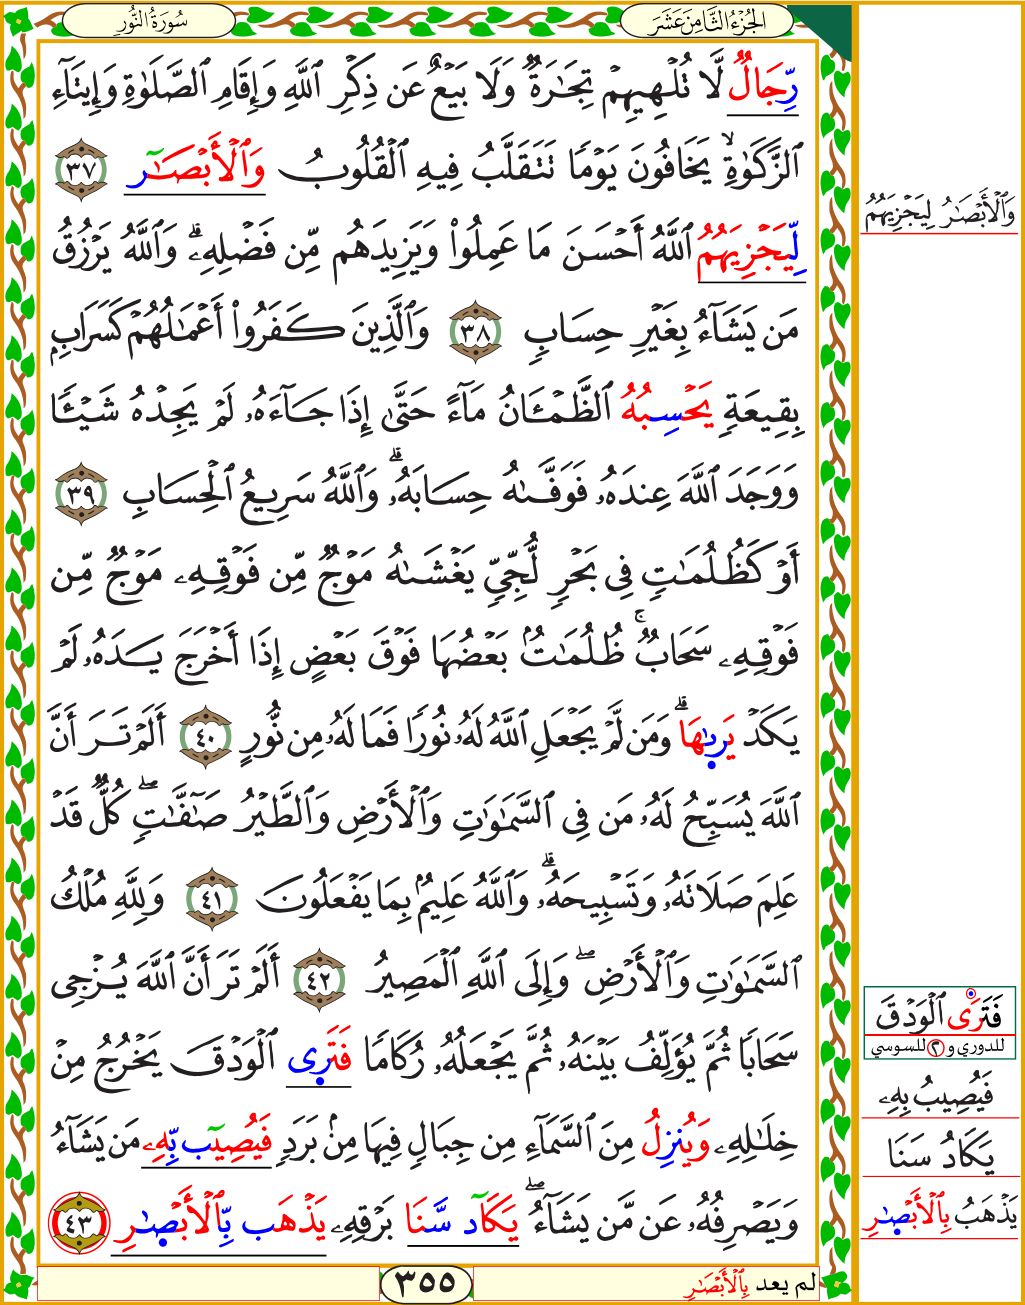 الجُزْءُ الثَّامِنَ عَشَرَ
سُورَةُ النُّورِ
رِّجَالٌ لَّا تُلْهِيهِمْ تِجَٰرَةٌ وَلَا بَيْعٌ عَن ذِكْرِ ٱللَّهِ وَإِقَامِ ٱلصَّلَوٰةِ وَإِيتَآءِ
ٱلزَّكَوٰةِ ۙ يَخَافُونَ يَوْمًا تَتَقَلَّبُ فِيهِ ٱلْقُلُوبُ وَٱلْأَبْصَٰٓر ٣٧
لِّيَجْزِيَهُمُ ٱللَّهُ أَحْسَنَ مَا عَمِلُوا۟ وَيَزِيدَهُم مِّن فَضْلِهِۦ ۗ وَٱللَّهُ يَرْزُقُ
مَن يَشَآءُ بِغَيْرِ حِسَابٍ ٣٨ وَٱلَّذِينَ كَفَرُوٓا۟ أَعْمَٰلُهُمْ كَسَرَابٍۭ
بِقِيعَةٍ يَحْسِبُهُ ٱلظَّمْـَٔانُ مَآءً حَتَّىٰٓ إِذَا جَآءَهُۥ لَمْ يَجِدْهُ شَيْـًٔا
وَوَجَدَ ٱللَّهَ عِندَهُۥ فَوَفَّىٰهُ حِسَابَهُۥ ۗ وَٱللَّهُ سَرِيعُ ٱلْحِسَابِ ٣٩
أَوْ كَظُلُمَٰتٍ فِى بَحْرٍ لُّجِّىٍّ يَغْشَىٰهُ مَوْجٌ مِّن فَوْقِهِۦ مَوْجٌ مِّن
فَوْقِهِۦ سَحَابٌ ۚ ظُلُمَٰتٌۢ بَعْضُهَا فَوْقَ بَعْضٍ إِذَآ أَخْرَجَ يَدَهُۥ لَمْ
يَكَدْ يَرِىٰهَا ۗ وَمَن لَّمْ يَجْعَلِ ٱللَّهُ لَهُۥ نُورًا فَمَا لَهُۥ مِن نُّورٍ ٤٠ أَلَمْ تَرَ أَنَّ
ٱللَّهَ يُسَبِّحُ لَهُۥ مَن فِى ٱلسَّمَٰوَٰتِ وَٱلْأَرْضِ وَٱلطَّيْرُ صَٰٓفَّٰتٍ ۖ كُلٌّ قَدْ
عَلِمَ صَلَاتَهُۥ وَتَسْبِيحَهُۥ ۗ وَٱللَّهُ عَلِيمٌۢ بِمَا يَفْعَلُونَ ٤١ وَلِلَّهِ مُلْكُ
ٱلسَّمَٰوَٰتِ وَٱلْأَرْضِ ۖ وَإِلَى ٱللَّهِ ٱلْمَصِيرُ ٤٢ أَلَمْ تَرَ أَنَّ ٱللَّهَ يُزْجِى
سَحَابًا ثُمَّ يُؤَلِّفُ بَيْنَهُۥ ثُمَّ يَجْعَلُهُۥ رُكَامًا فَتَرِى ٱلْوَدْقَ يَخْرُجُ مِنْ
خِلَٰلِهِۦ وَيُنزِلُ مِنَ ٱلسَّمَآءِ مِن جِبَالٍ فِيهَا مِنۢ بَرَدٍ فَيُصِيٓب بِّهِۦ مَن يَشَآءُ
وَيَصْرِفُهُۥ عَن مَّن يَشَآءُ ۖ يَكَآد سَّنَا بَرْقِهِۦ يَذْهَب بِّٱلْأَبْصِٰرِ ٤٣
وَٱلْأَبْصَٰرُ لِيَجْزِيَهُمُ
فَتَرَى ٱلْوَدْقَ
للدوري و ٢ للسوسي
فَيُصِيبُ بِهِۦ
يَكَادُ سَنَا
يَذْهَبُ بِٱلْأَبْصِٰرِ
لم يعد بِٱلْأَبْصَٰرِ
٣٥٥